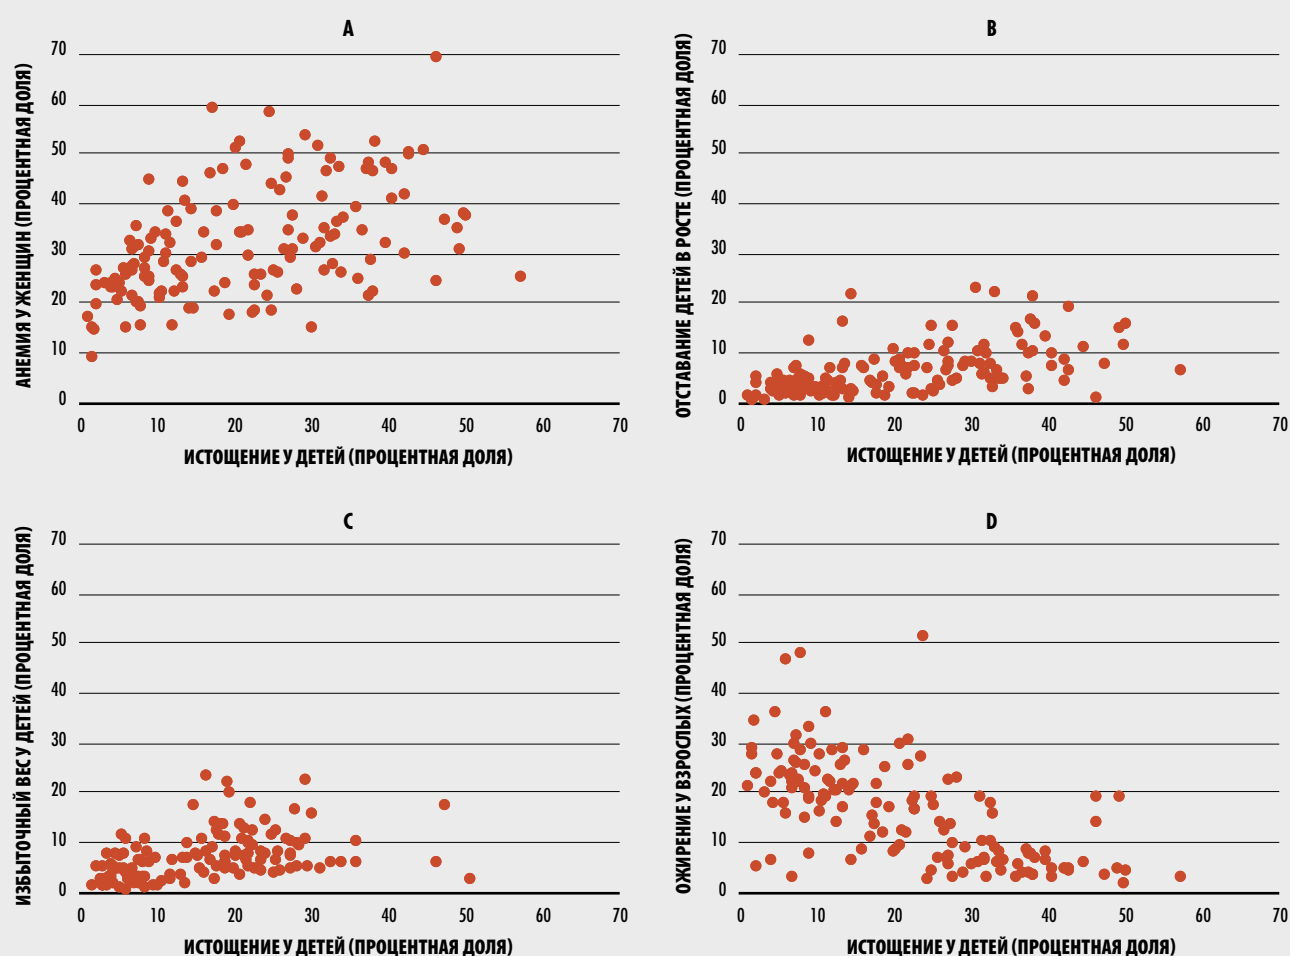 A
АНЕМИЯ У ЖЕНЩИН (ПРОЦЕНТНАЯ ДОЛЯ)
70
60
50
40
30
20
10
0
0 10 20 30 40 50 60 70
ИСТОЩЕНИЕ У ДЕТЕЙ (ПРОЦЕНТНАЯ ДОЛЯ)
B
ОТСТАВАНИЕ ДЕТЕЙ В РОСТЕ (ПРОЦЕНТНАЯ ДОЛЯ)
70
60
50
40
30
20
10
0
0 10 20 30 40 50 60 70
ИСТОЩЕНИЕ У ДЕТЕЙ (ПРОЦЕНТНАЯ ДОЛЯ)
C
ИЗБЫТОЧНЫЙ ВЕС У ДЕТЕЙ (ПРОЦЕНТНАЯ ДОЛЯ)
70
60
50
40
30
20
10
0
0 10 20 30 40 50 60 70
ИСТОЩЕНИЕ У ДЕТЕЙ (ПРОЦЕНТНАЯ ДОЛЯ)
D
ОЖИРЕНИЕ У ВЗРОСЛЫХ (ПРОЦЕНТНАЯ ДОЛЯ)
70
60
50
40
30
20
10
0
0 10 20 30 40 50 60 70
ИСТОЩЕНИЕ У ДЕТЕЙ (ПРОЦЕНТНАЯ ДОЛЯ)